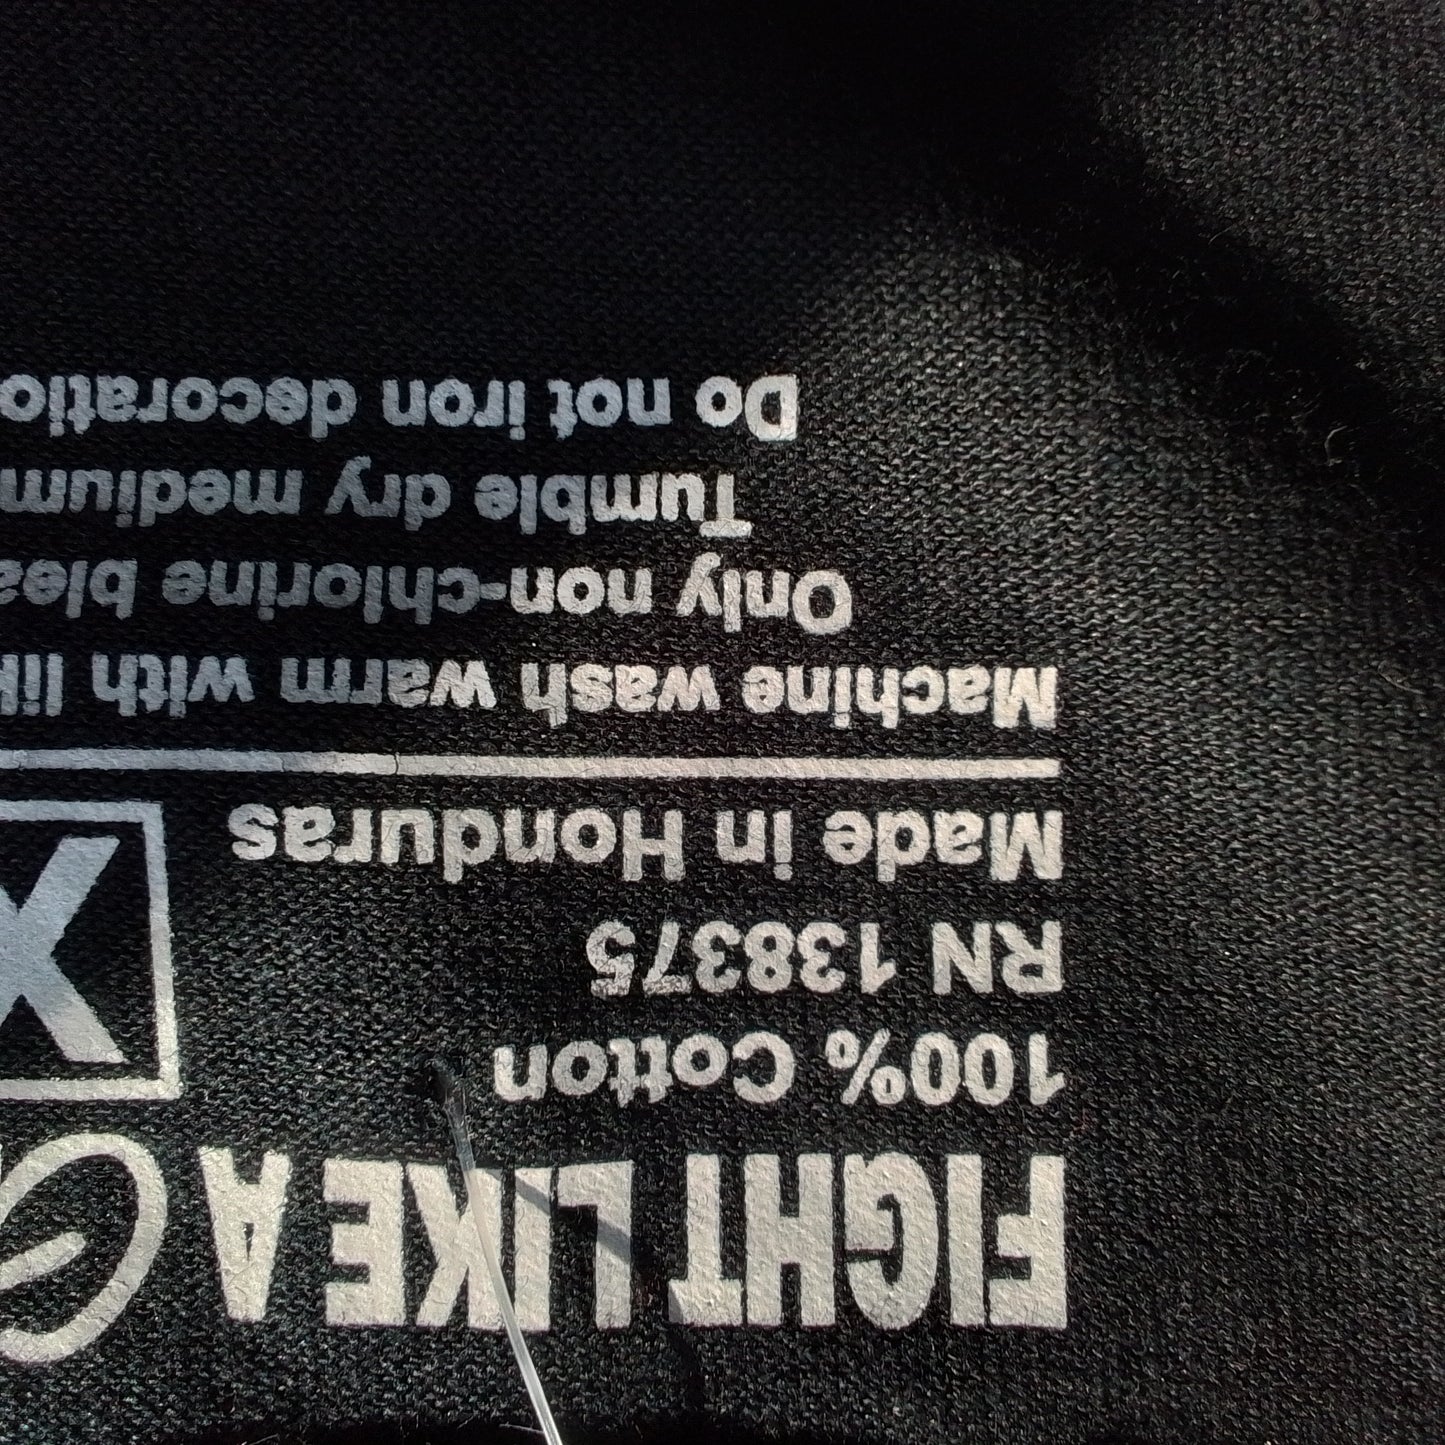 FIGHT LIKE A
100% Cotton
RN 138375
Made in Honduras
X
Machine wash warm with
Only non-chlorine
Tumble dry medium
Do not iron